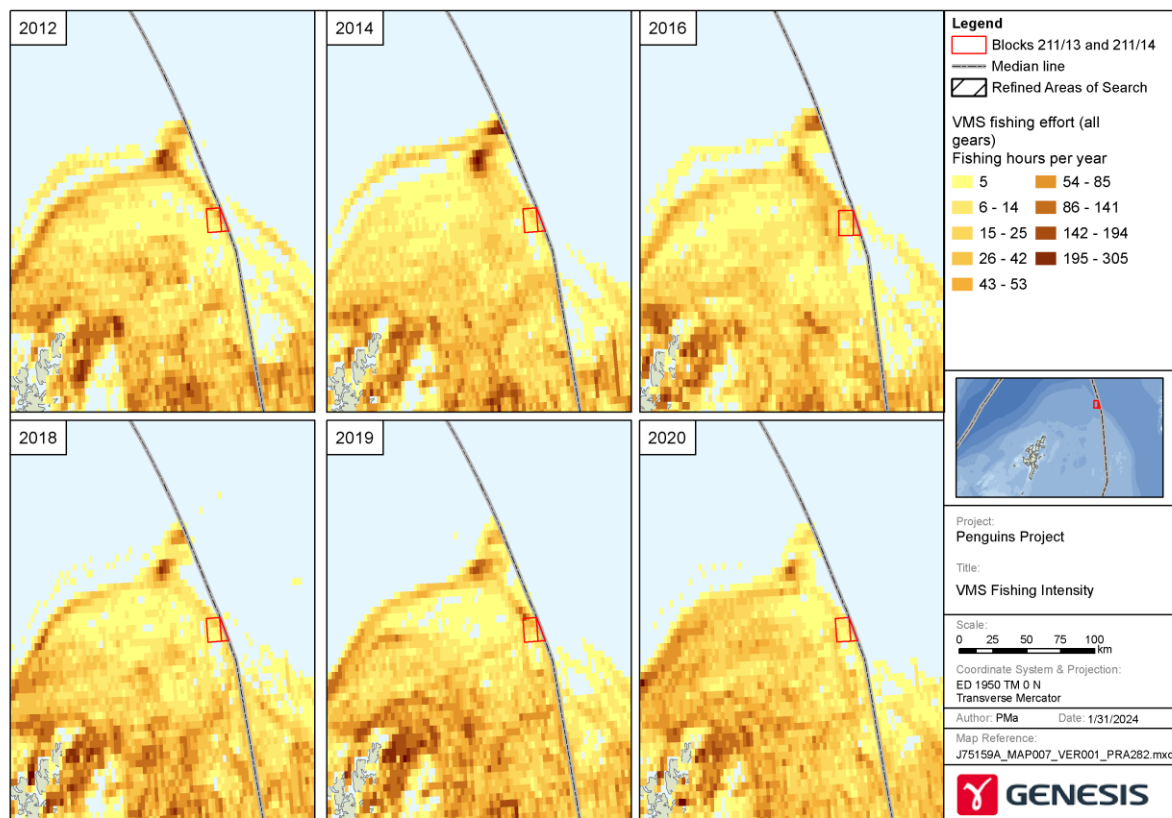 2012
2014
2016
2018
2019
2020
Legend
Blocks 211/13 and 211/14
Median line
Refined Areas of Search
VMS fishing effort (all
gears)
Fishing hours per year
5
54 - 85
6 - 14
86 - 141
15 - 25
142 - 194
26 - 42
195 - 305
43 - 53
Project:
Penguins Project
Title:
VMS Fishing Intensity
Scale:
0 25 50 75 100
km
Coordinate System & Projection:
ED 1950 TM 0 N
Transverse Mercator
Author: PMa Date: 1/31/2024
Map Reference:
J75159A_MAP007_VER001_PRA282.mxd
GENESIS